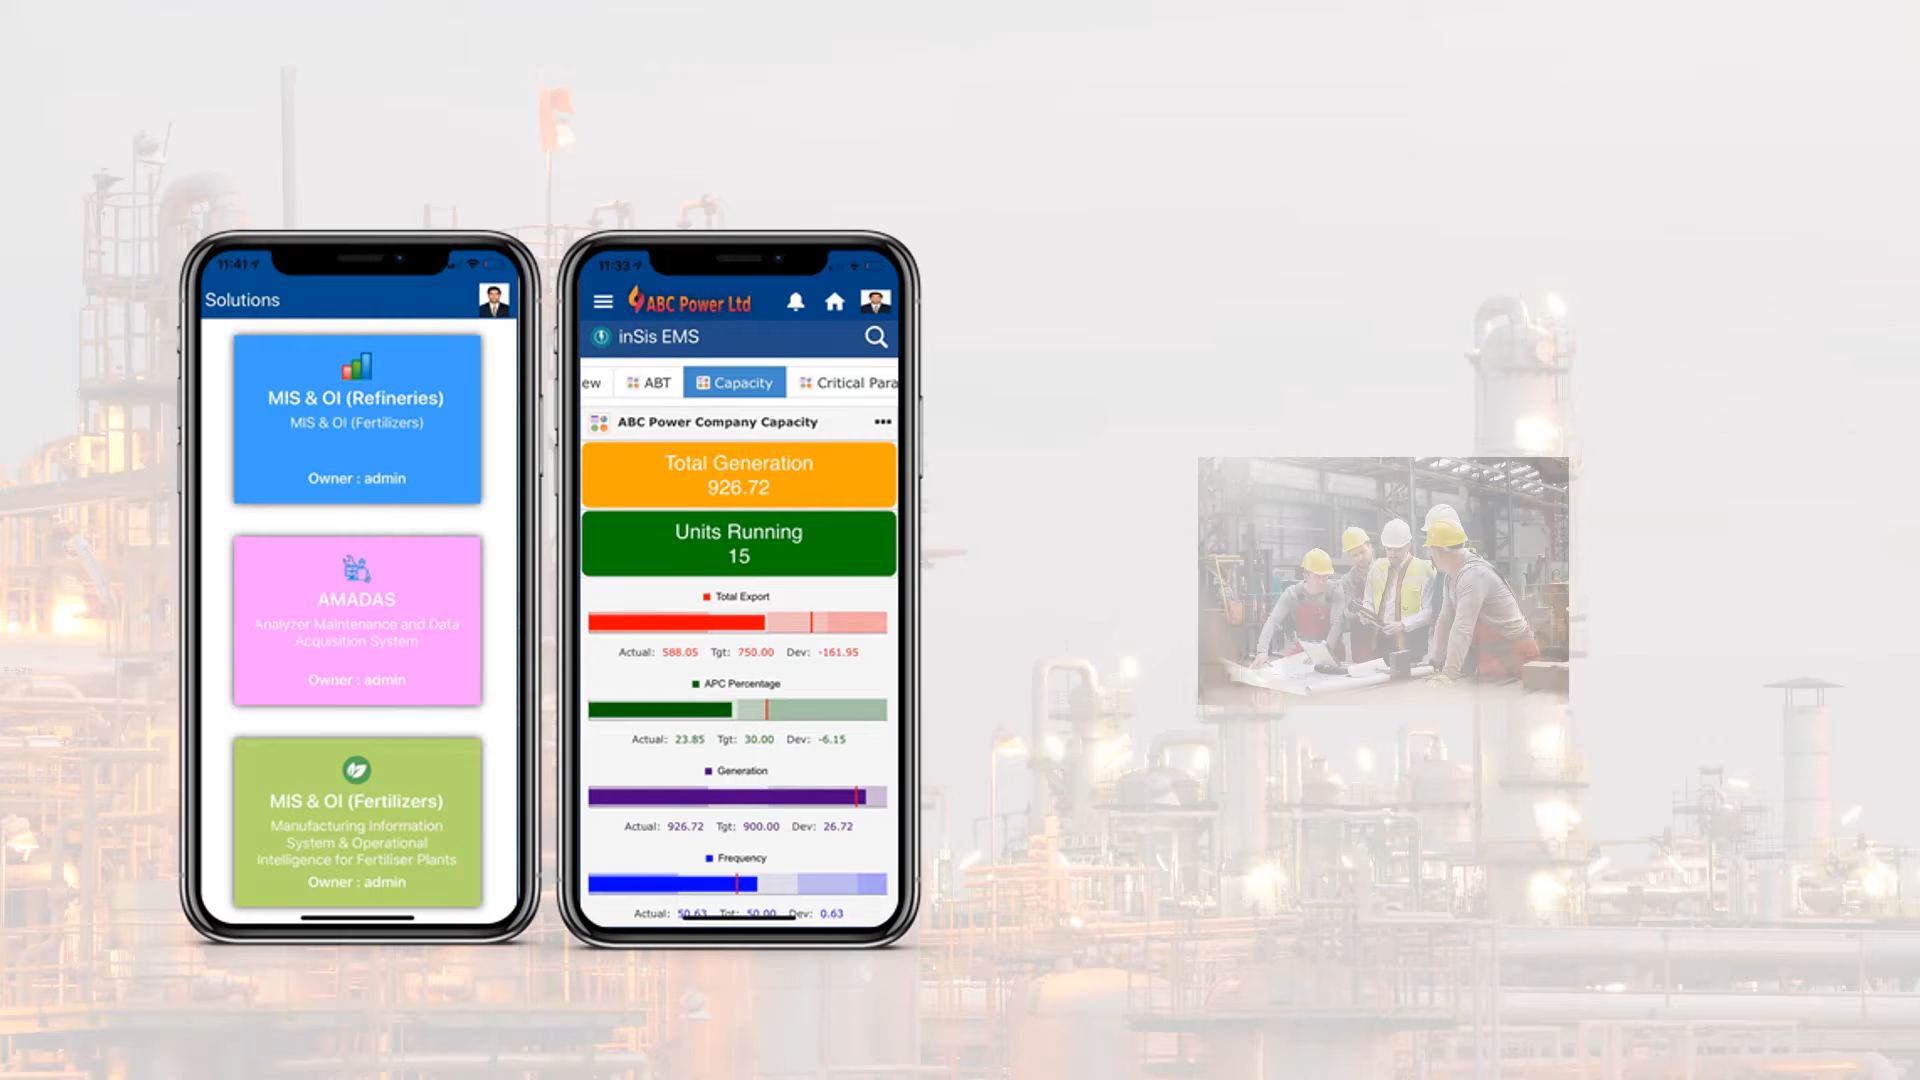 11:41
Solutions
MIS & OI (Refineries)
MIS & OI (Fertilizers)
Owner : admin
AMADAS
Analyzer Maintenance and Data
Acquisition System
Owner : admin
MIS & OI (Fertilizers)
Manufacturing Information
System & Operational
Intelligence for Fertiliser Plants
Owner : admin
11:33
ABC Power Ltd
inSis EMS
ew ABT Capacity Critical Para
ABC Power Company Capacity
Total Generation
926.72
Units Running
15
Total Export
Actual: 588.05 Tgt: 750.00 Dev: -161.95
APC Percentage
Actual: 23.85 Tgt: 30.00 Dev: -6.15
Generation
Actual: 926.72 Tgt: 900.00 Dev: 26.72
Frequency
Actual: 50.63 Tgt: 50.00 Dev: 0.63